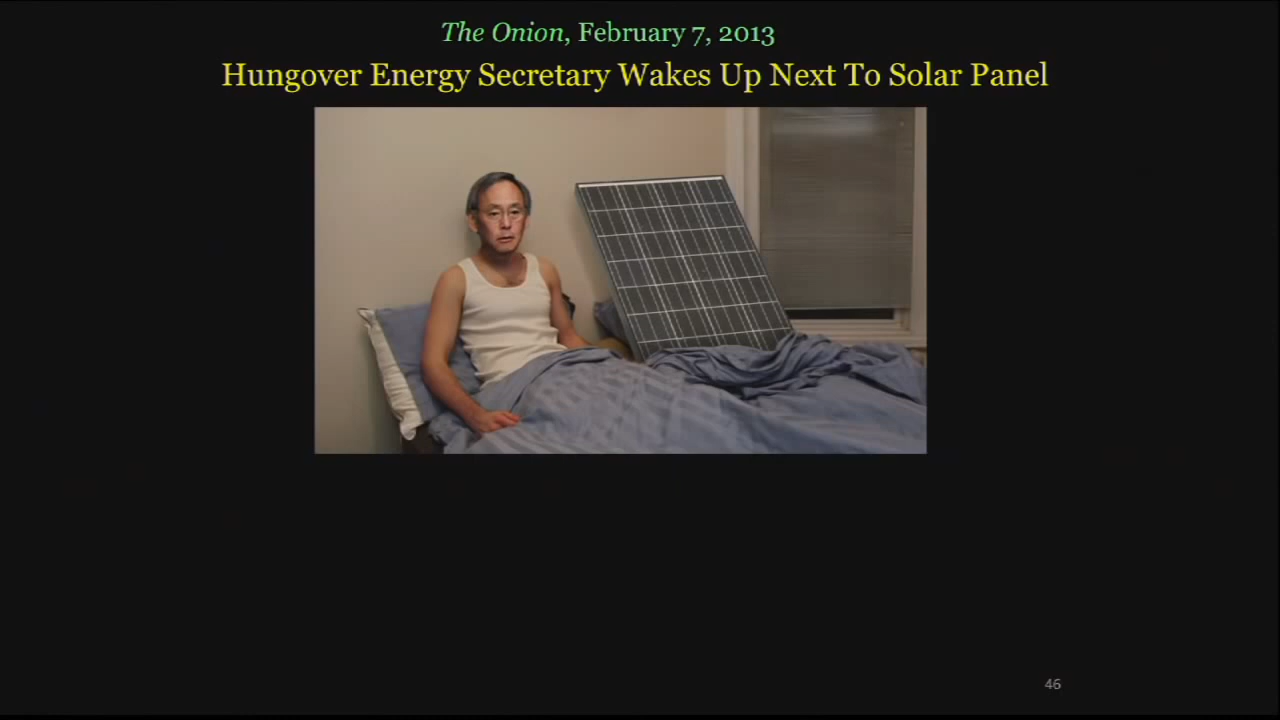 The Onion, February 7, 2013
Hungover Energy Secretary Wakes Up Next To Solar Panel
46